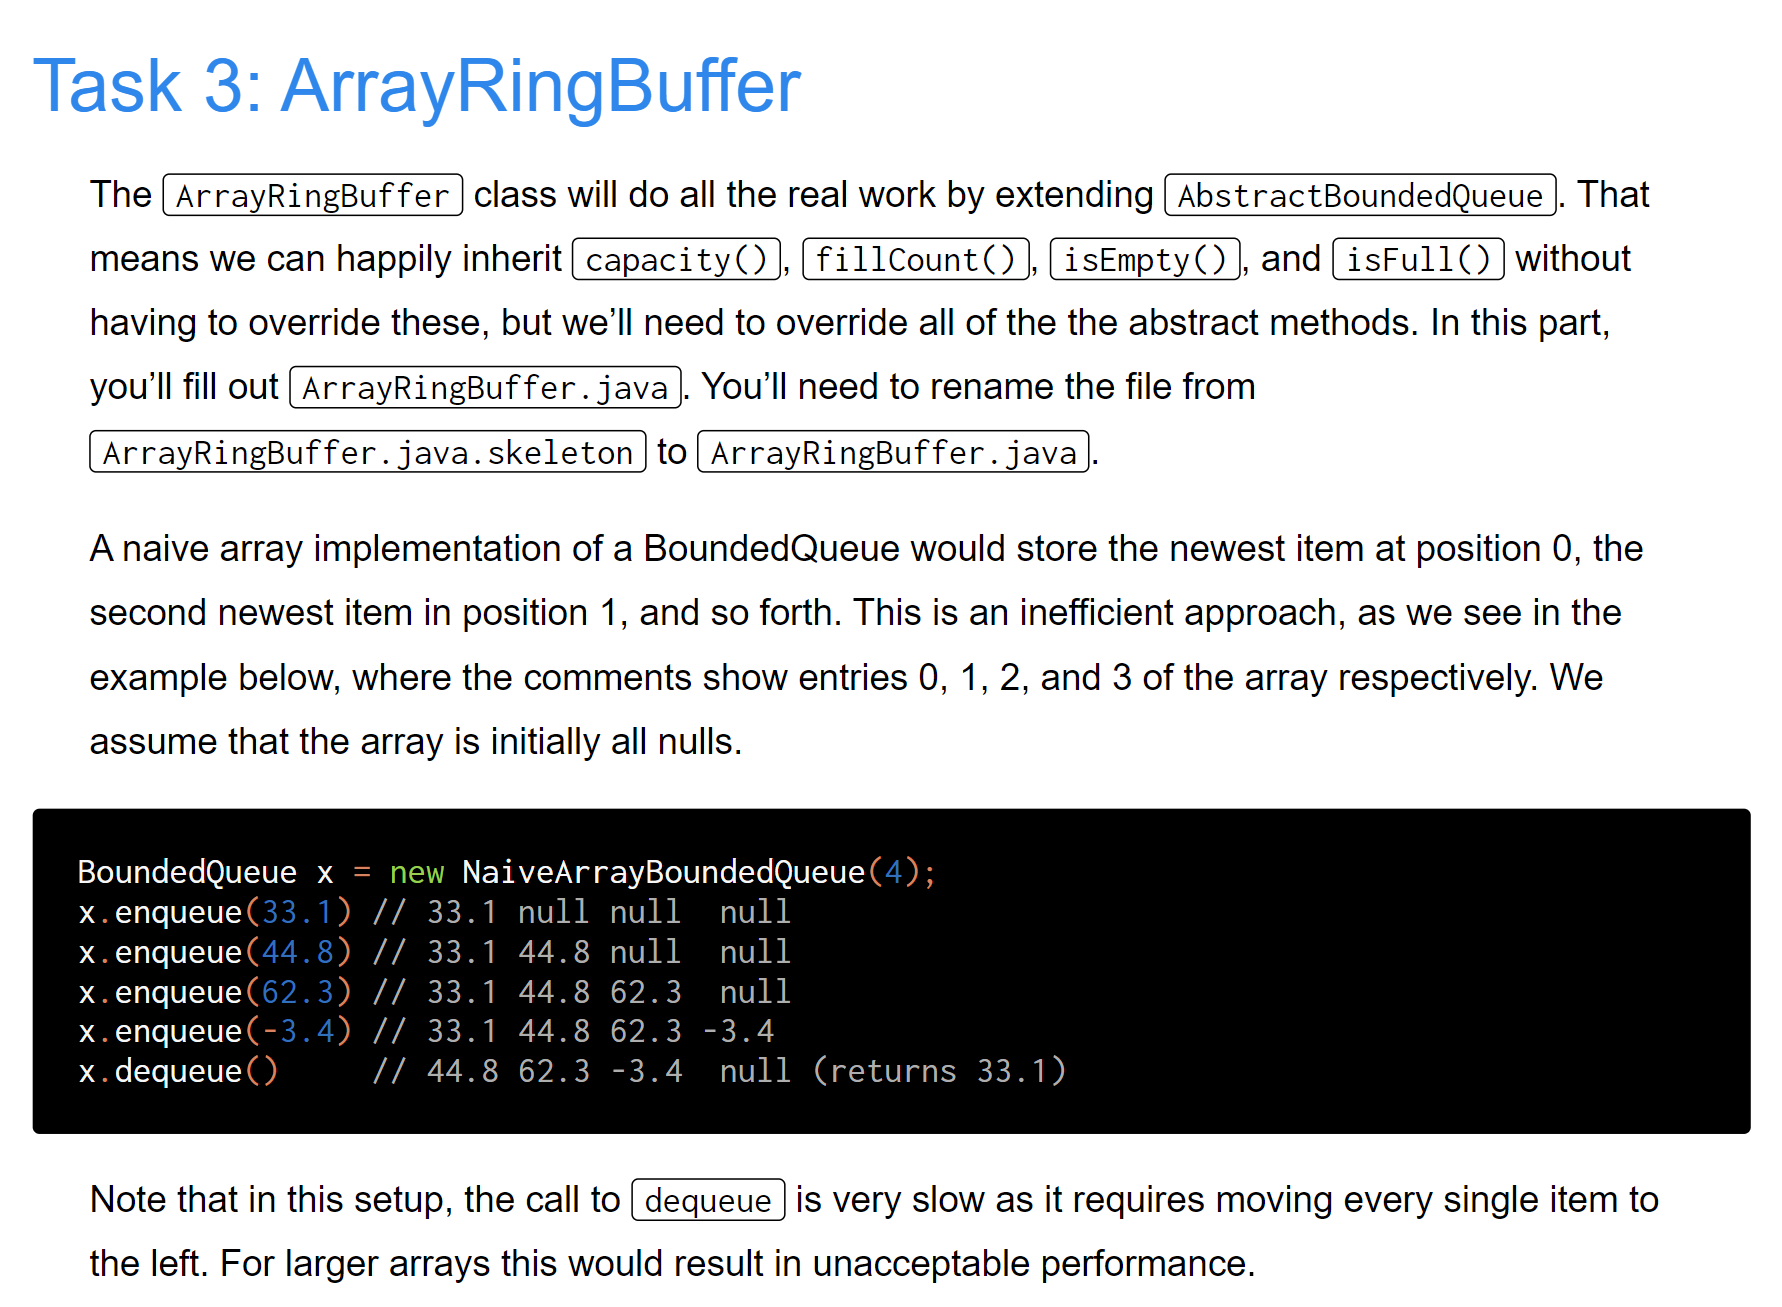 Task 3: ArrayRingBuffer
The ArrayRingBuffer class will do all the real work by extending AbstractBoundedQueue. That
means we can happily inherit capacity(), fillCount(), isEmpty(), and isFull() without
having to override these, but we’ll need to override all of the the abstract methods. In this part,
you’ll fill out ArrayRingBuffer.java. You’ll need to rename the file from
ArrayRingBuffer.java.skeleton to ArrayRingBuffer.java.
A naive array implementation of a BoundedQueue would store the newest item at position 0, the
second newest item in position 1, and so forth. This is an inefficient approach, as we see in the
example below, where the comments show entries 0, 1, 2, and 3 of the array respectively. We
assume that the array is initially all nulls.
BoundedQueue x = new NaiveArrayBoundedQueue(4);
x.enqueue(33.1) // 33.1 null null  null
x.enqueue(44.8) // 33.1 44.8 null  null
x.enqueue(62.3) // 33.1 44.8 62.3  null
x.enqueue(-3.4) // 33.1 44.8 62.3 -3.4
x.dequeue()     // 44.8 62.3 -3.4  null (returns 33.1)
Note that in this setup, the call to dequeue is very slow as it requires moving every single item to
the left. For larger arrays this would result in unacceptable performance.